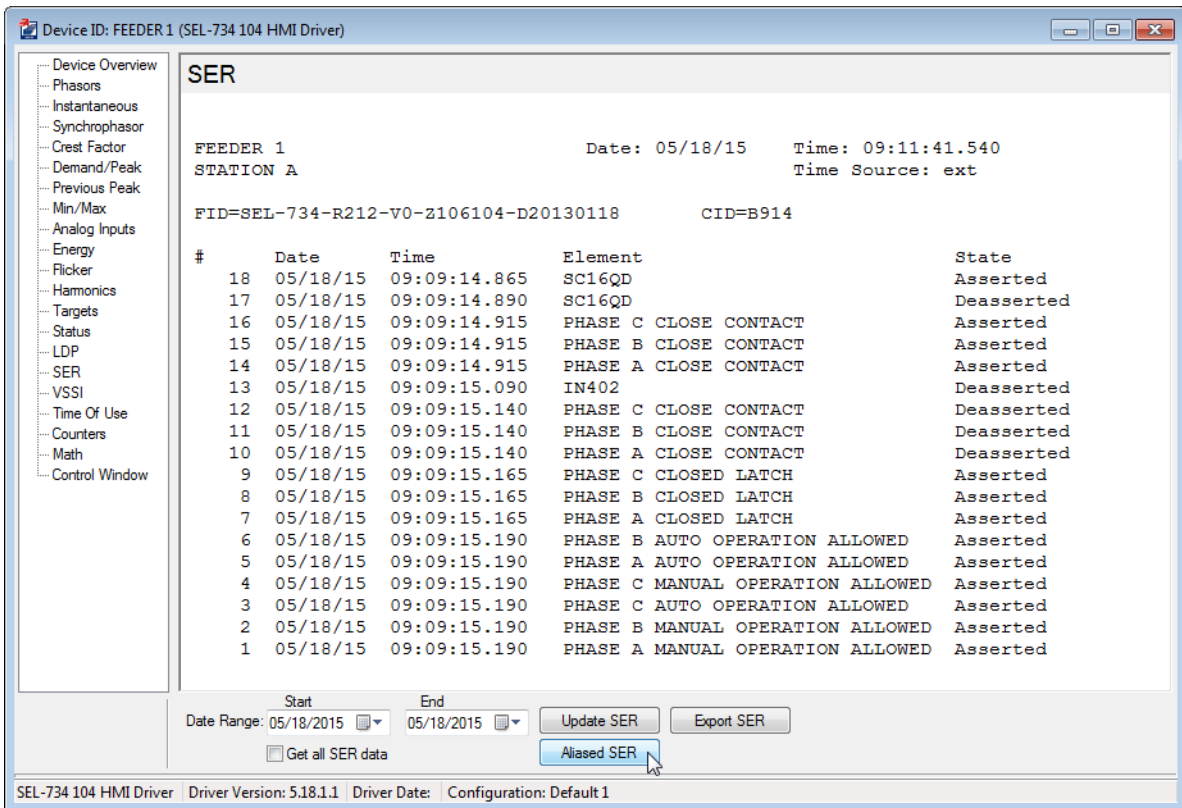 Device ID: FEEDER 1 (SEL-734 104 HMI Driver)
Device Overview
Phasors
Instantaneous
Synchrophasor
Crest Factor
Demand/Peak
Previous Peak
Min/Max
Analog Inputs
Energy
Flicker
Harmonics
Targets
Status
LDP
SER
VSSI
Time Of Use
Counters
Math
Control Window
SER
FEEDER 1 Date: 05/18/15 Time: 09:11:41.540
STATION A Time Source: ext
FID=SEL-734-R212-V0-Z106104-D20130118 CID=B914
# Date Time Element State
18 05/18/15 09:09:14.865 SC16QD Asserted
17 05/18/15 09:09:14.890 SC16QD Deasserted
16 05/18/15 09:09:14.915 PHASE C CLOSE CONTACT Asserted
15 05/18/15 09:09:14.915 PHASE B CLOSE CONTACT Asserted
14 05/18/15 09:09:14.915 PHASE A CLOSE CONTACT Asserted
13 05/18/15 09:09:15.090 IN402 Deasserted
12 05/18/15 09:09:15.140 PHASE C CLOSE CONTACT Deasserted
11 05/18/15 09:09:15.140 PHASE B CLOSE CONTACT Deasserted
10 05/18/15 09:09:15.140 PHASE A CLOSE CONTACT Deasserted
9 05/18/15 09:09:15.165 PHASE C CLOSED LATCH Asserted
8 05/18/15 09:09:15.165 PHASE B CLOSED LATCH Asserted
7 05/18/15 09:09:15.165 PHASE A CLOSED LATCH Asserted
6 05/18/15 09:09:15.190 PHASE B AUTO OPERATION ALLOWED Asserted
5 05/18/15 09:09:15.190 PHASE A AUTO OPERATION ALLOWED Asserted
4 05/18/15 09:09:15.190 PHASE C MANUAL OPERATION ALLOWED Asserted
3 05/18/15 09:09:15.190 PHASE C AUTO OPERATION ALLOWED Asserted
2 05/18/15 09:09:15.190 PHASE B MANUAL OPERATION ALLOWED Asserted
1 05/18/15 09:09:15.190 PHASE A MANUAL OPERATION ALLOWED Asserted
Start End
Date Range: 05/18/2015 05/18/2015 Update SER Export SER
Get all SER data Aliased SER
SEL-734 104 HMI Driver Driver Version: 5.18.1.1 Driver Date: Configuration: Default 1